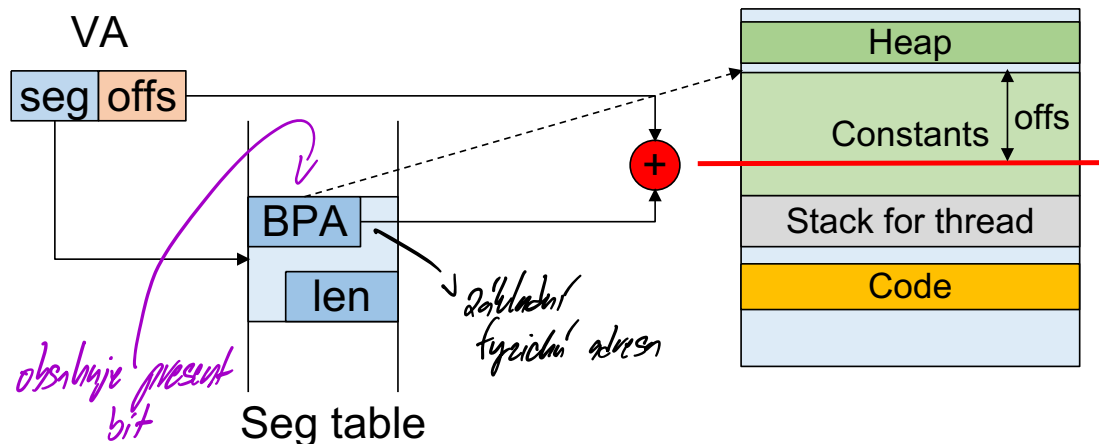 VA
seg offs
Heap
Constants
offs
+
BPA
Stack for thread
len
Code
základní
fyzická adresa
obsahuje present
bit
Seg table